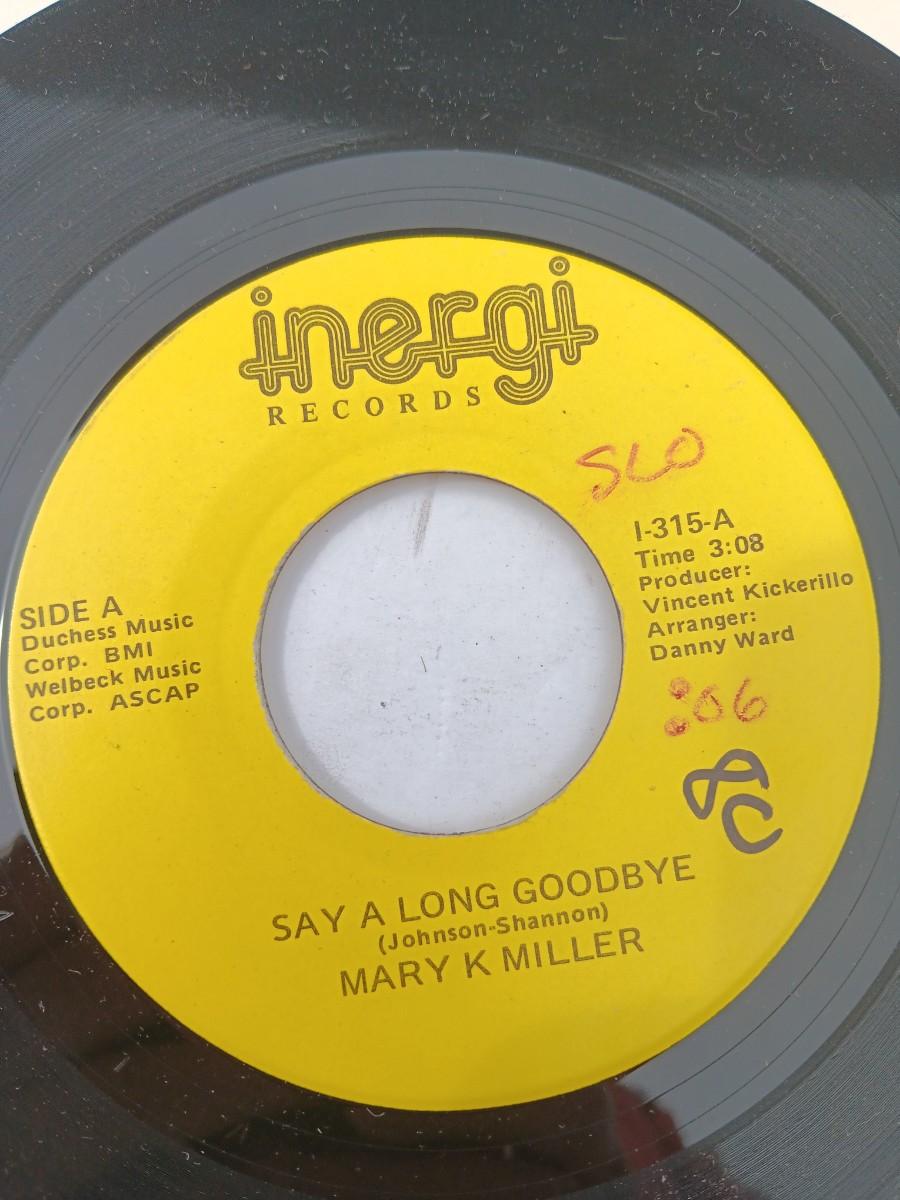 inergi
RECORDS
SLO
I-315-A
Time 3:08
Producer:
Vincent Kickerillo
Arranger:
Danny Ward
SIDE A
Duchess Music
Corp. BMI
Welbeck Music
Corp. ASCAP
:06
SAY A LONG GOODBYE
(Johnson-Shannon)
MARY K MILLER